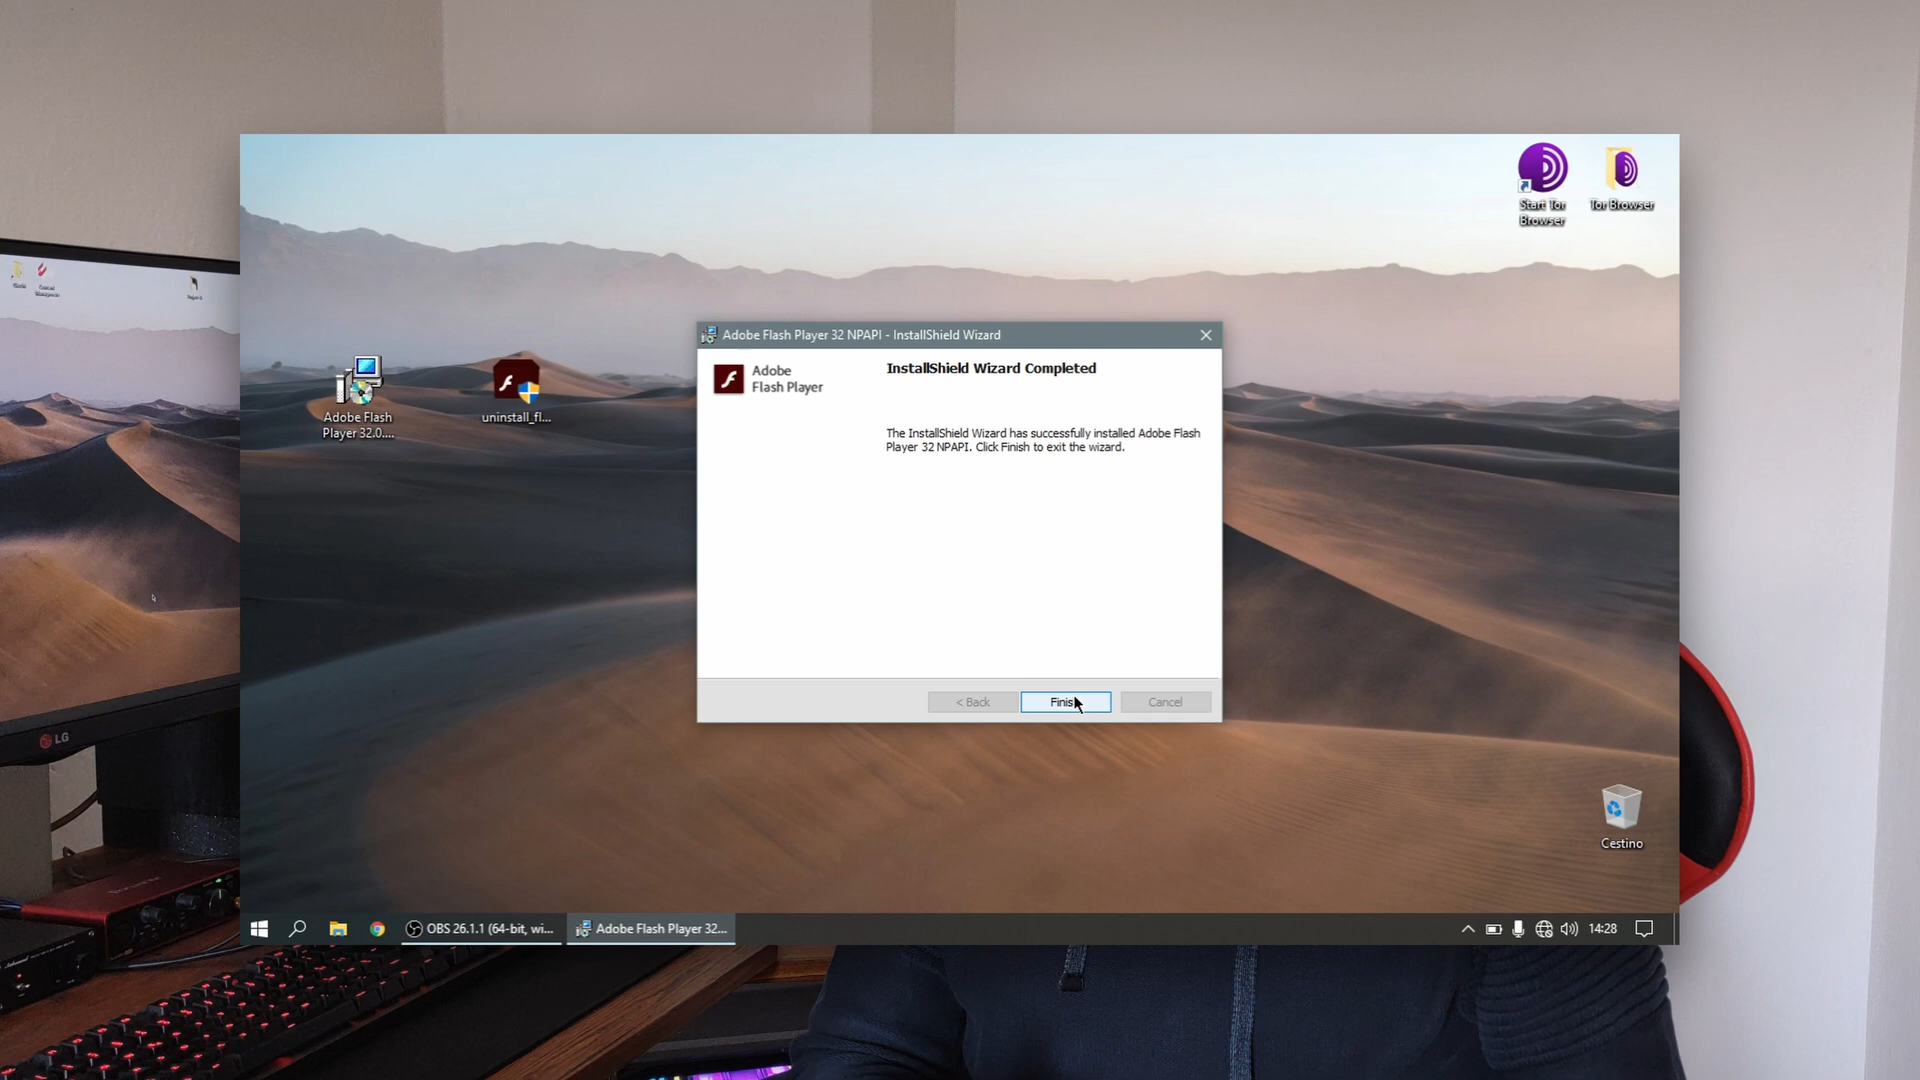 Start Tor
Browser
Tor Browser
Adobe Flash Player 32 NPAPI - InstallShield Wizard
Adobe
Flash Player
InstallShield Wizard Completed
The InstallShield Wizard has successfully installed Adobe Flash
Player 32 NPAPI. Click Finish to exit the wizard.
Adobe Flash
Player 32.0....
uninstall_fl...
< Back
Finis
Cancel
LG
Cestino
OBS 26.1.1 (64-bit, wi...
Adobe Flash Player 32...
14:28